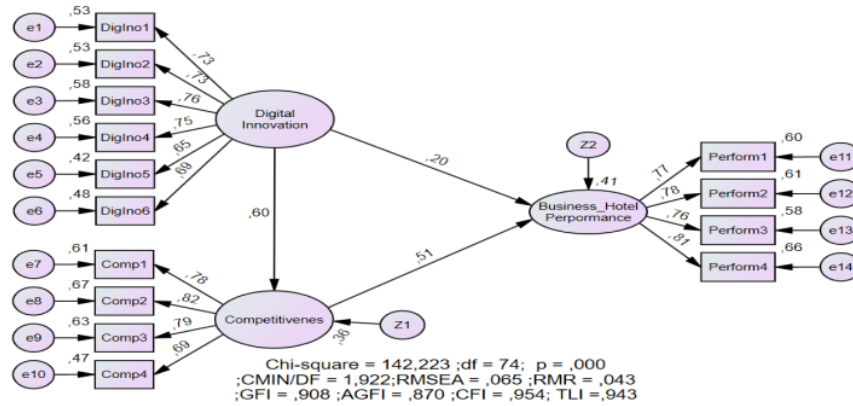 e1 ,53 DigIno1
e2 ,53 DigIno2
e3 ,58 DigIno3
e4 ,56 DigIno4
e5 ,42 DigIno5
e6 ,48 DigIno6
,73
,73
,76
,75
,65
,69
Digital
Innovation
,60
,20
e7 ,61 Comp1
e8 ,67 Comp2
e9 ,63 Comp3
e10 ,47 Comp4
,78
,82
,79
,69
Competitivenes
,36
Z1
,51
Z2
,41
Business_Hotel
Perpormance
,77
,78
,76
,81
Perform1 ,60 e11
Perform2 ,61 e12
Perform3 ,58 e13
Perform4 ,66 e14
Chi-square = 142,223 ;df = 74; p = ,000
;CMIN/DF = 1,922;RMSEA = ,065 ;RMR = ,043
;GFI = ,908 ;AGFI = ,870 ;CFI = ,954; TLI =,943